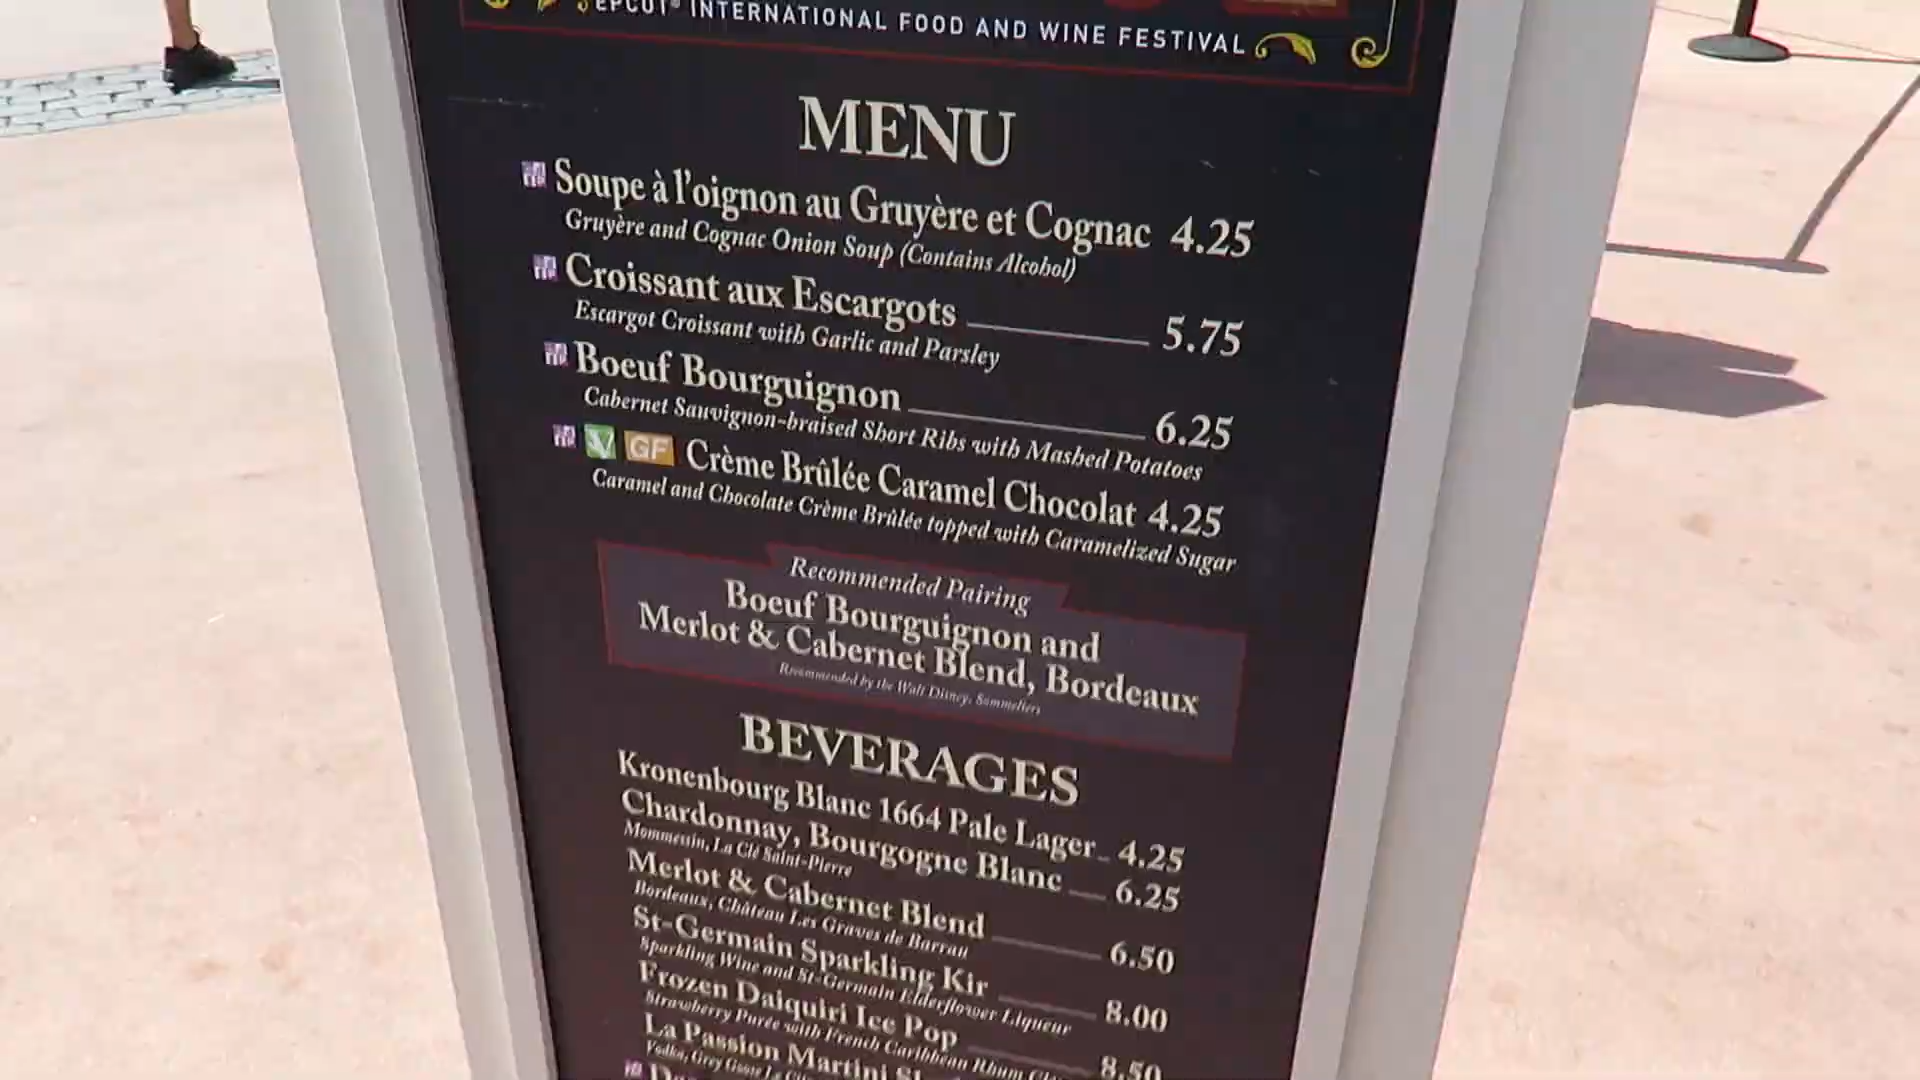 EPCOT® INTERNATIONAL FOOD AND WINE FESTIVAL
MENU
Soupe à l'oignon au Gruyère et Cognac 4.25
Gruyère and Cognac Onion Soup (Contains Alcohol)
Croissant aux Escargots 5.75
Escargot Croissant with Garlic and Parsley
Boeuf Bourguignon 6.25
Cabernet Sauvignon-braised Short Ribs with Mashed Potatoes
V GF Crème Brûlée Caramel Chocolat 4.25
Caramel and Chocolate Crème Brûlée topped with Caramelized Sugar
Recommended Pairing
Boeuf Bourguignon and
Merlot & Cabernet Blend, Bordeaux
Recommended by the Walt Disney, Sommeliers
BEVERAGES
Kronenbourg Blanc 1664 Pale Lager 4.25
Chardonnay, Bourgogne Blanc 6.25
Mommessin, La Clé Saint-Pierre
Merlot & Cabernet Blend 6.50
Bordeaux, Château Les Graves de Barrau
St-Germain Sparkling Kir 8.00
Sparkling Wine and St-Germain Elderflower Liqueur
Frozen Daiquiri Ice Pop 8.50
Strawberry Purée with French Caribbean Rhum
La Passion Martini
Vodka, Grey Goose